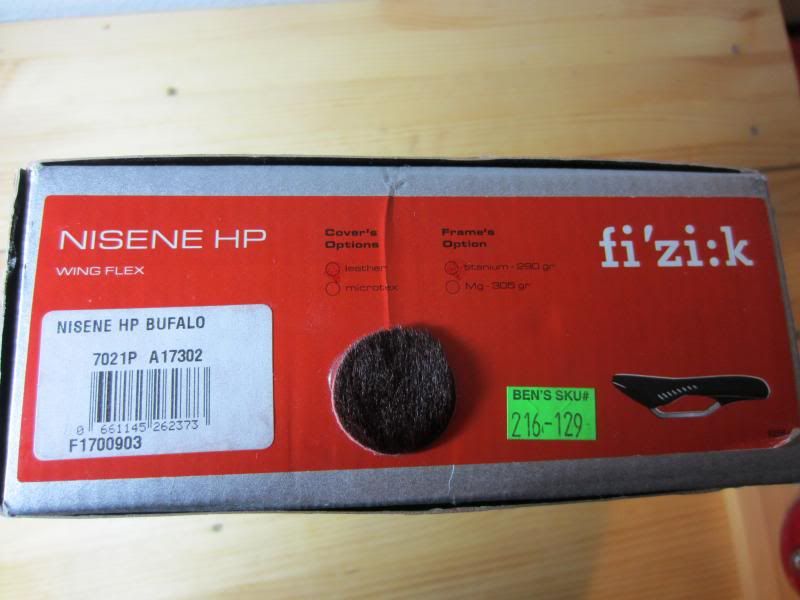 NISENE HP
WING FLEX
Cover's
Options
leather
microtex
Frame's
Option
titanium - 290 gr
Mg - 305 gr
fi'zi:k
NISENE HP BUFALO
7021P A17302
0 661145 262373
F1700903
BEN'S SKU#
216-129-